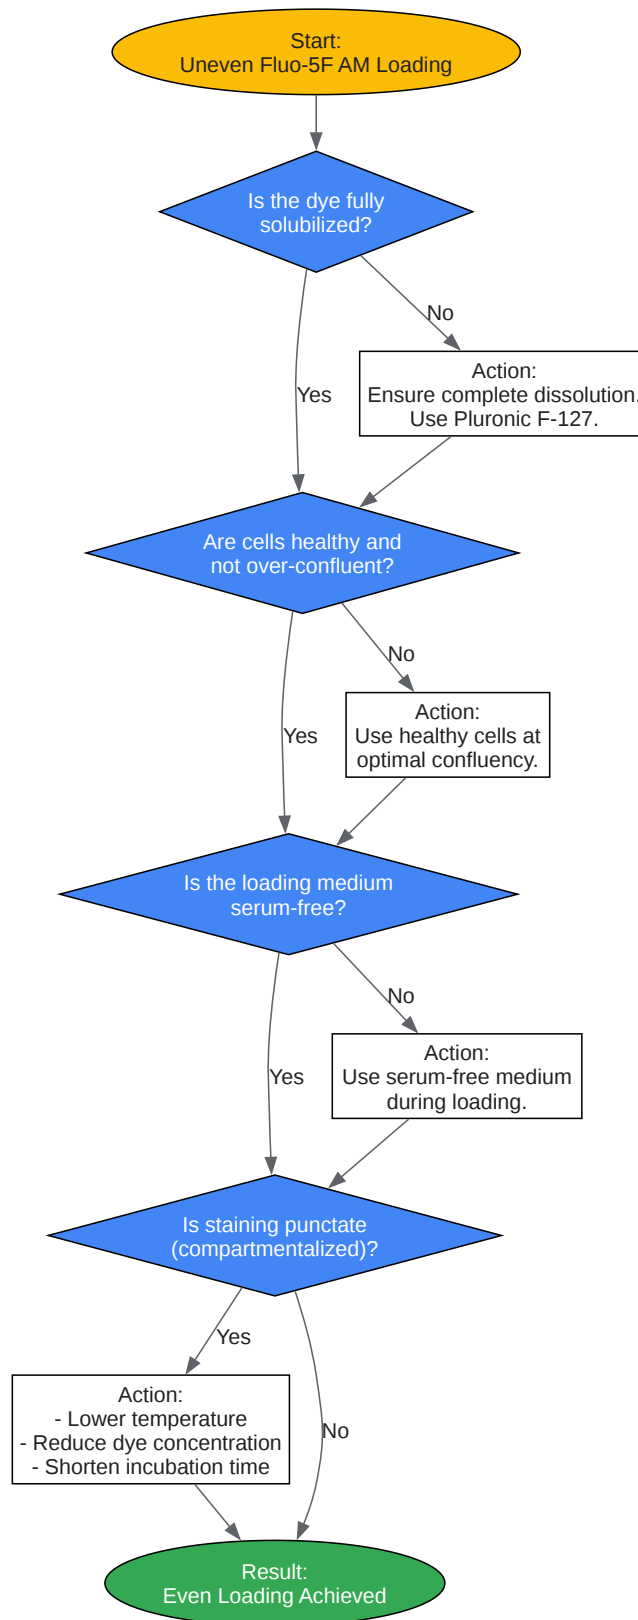 Start:
Uneven Fluo-5F AM Loading
Is the dye fully
solubilized?
No
Yes
Action:
Ensure complete dissolution.
Use Pluronic F-127.
Are cells healthy and
not over-confluent?
No
Yes
Action:
Use healthy cells at
optimal confluency.
Is the loading medium
serum-free?
No
Yes
Action:
Use serum-free medium
during loading.
Is staining punctate
(compartmentalized)?
Yes
No
Action:
- Lower temperature
- Reduce dye concentration
- Shorten incubation time
Result:
Even Loading Achieved